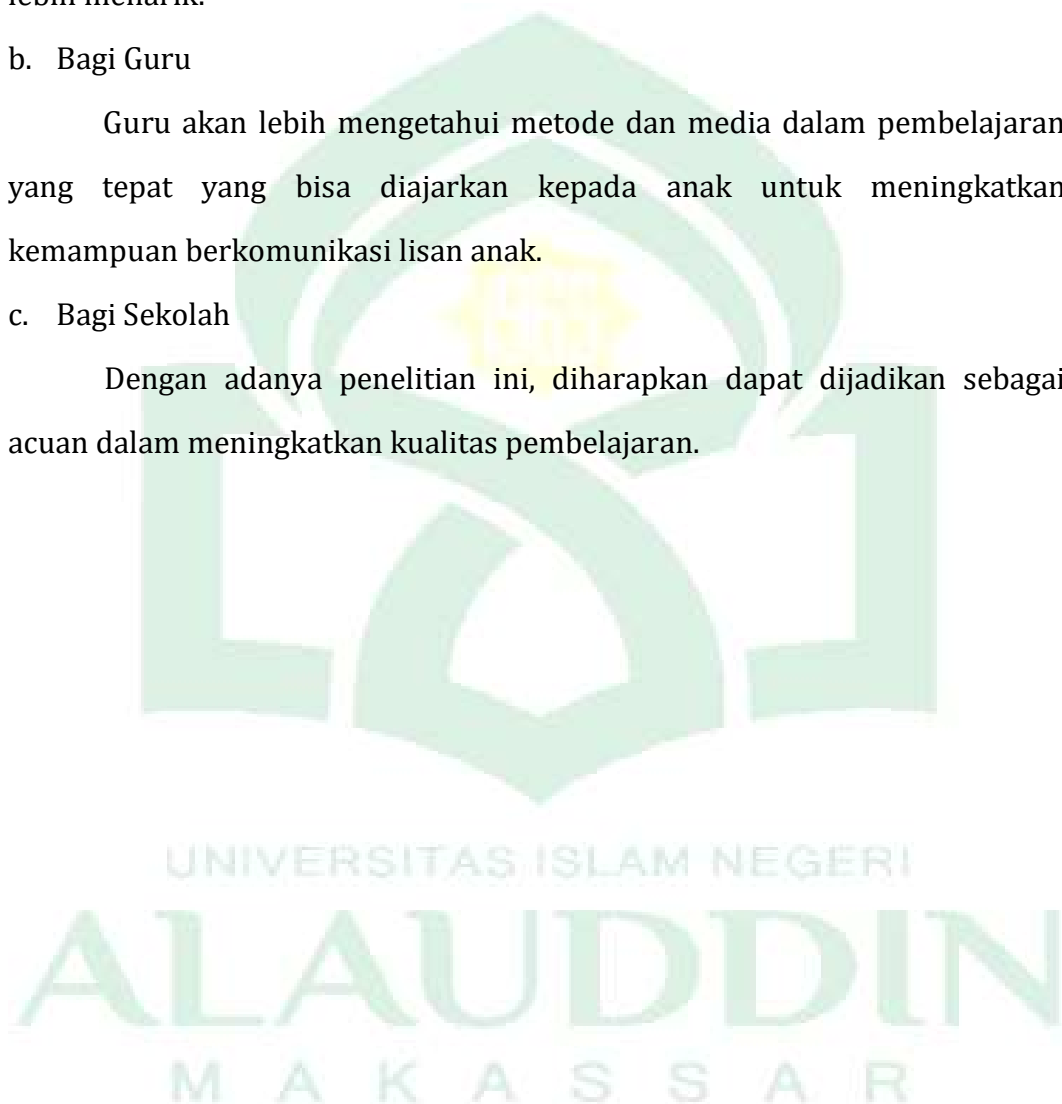 lebih menarik.
b. Bagi Guru
Guru akan lebih mengetahui metode dan media dalam pembelajaran
yang tepat yang bisa diajarkan kepada anak untuk meningkatkan
kemampuan berkomunikasi lisan anak.
c. Bagi Sekolah
Dengan adanya penelitian ini, diharapkan dapat dijadikan sebagai
acuan dalam meningkatkan kualitas pembelajaran.
UNIVERSITAS ISLAM NEGERI
ALAUDDIN
MAKASSAR